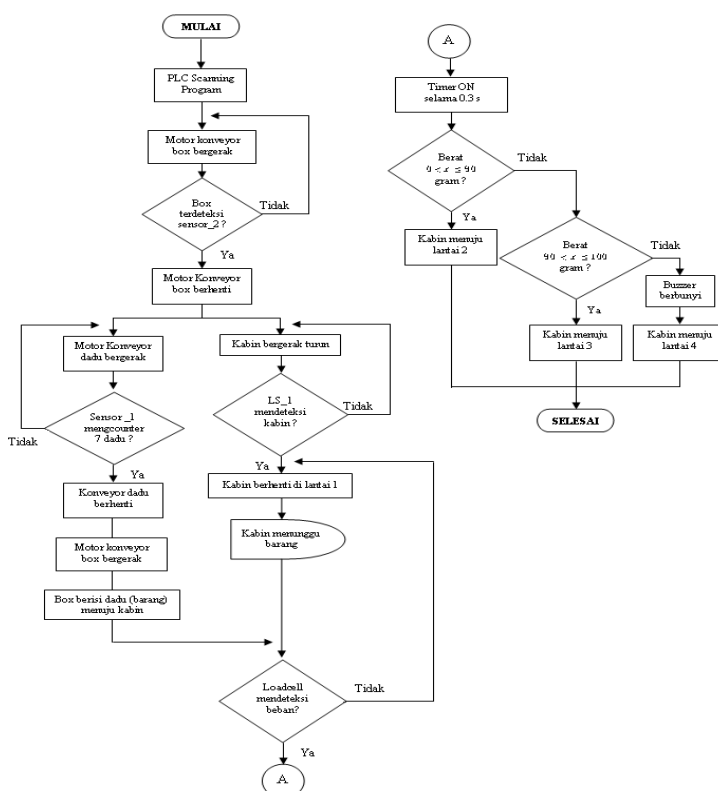 MULAI
PLC Scanning
Program
Motor konveyor
box bergerak
Box
terdeteksi
sensor_2 ?
Tidak
Ya
Motor Konveyor
box berhenti
Motor Konveyor
dadu bergerak
Sensor _1
mengcounter
7 dadu ?
Tidak
Ya
Konveyor dadu
berhenti
Motor konveyor
box bergerak
Box berisi dadu (barang)
menuju kabin
Kabin bergerak turun
LS_1
mendeteksi
kabin ?
Tidak
Ya
Kabin berhenti di lantai 1
Kabin menunggu
barang
Loadcell
mendeteksi
beban?
Tidak
Ya
A
A
Timer ON
selama 0.3 s
Berat
0 < x ≤ 90
gram ?
Tidak
Ya
Kabin menuju
lantai 2
Berat
90 < x ≤ 100
gram ?
Tidak
Ya
Kabin menuju
lantai 3
Buzzer
berbunyi
Kabin menuju
lantai 4
SELESAI